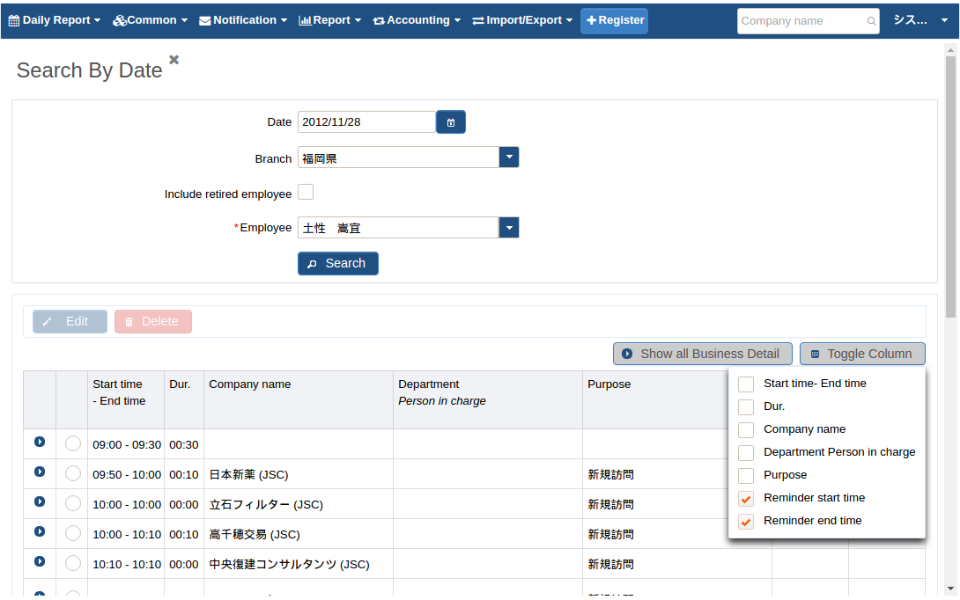 Daily Report Common Notification Report Accounting Import/Export Register Company name シス...
Search By Date
Date 2012/11/28
Branch 福岡県
Include retired employee
*Employee 土性 嵩宜
Search
Edit Delete
Show all Business Detail Toggle Column
Start time - End time Dur. Company name Department Person in charge Purpose
Start time- End time
Dur.
Company name
Department Person in charge
Purpose
Reminder start time
Reminder end time
09:00 - 09:30 00:30
09:50 - 10:00 00:10 日本新薬 (JSC) 新規訪問
10:00 - 10:00 00:00 立石フィルター (JSC) 新規訪問
10:00 - 10:10 00:10 高千穂交易 (JSC) 新規訪問
10:10 - 10:10 00:00 中央復建コンサルタンツ (JSC) 新規訪問